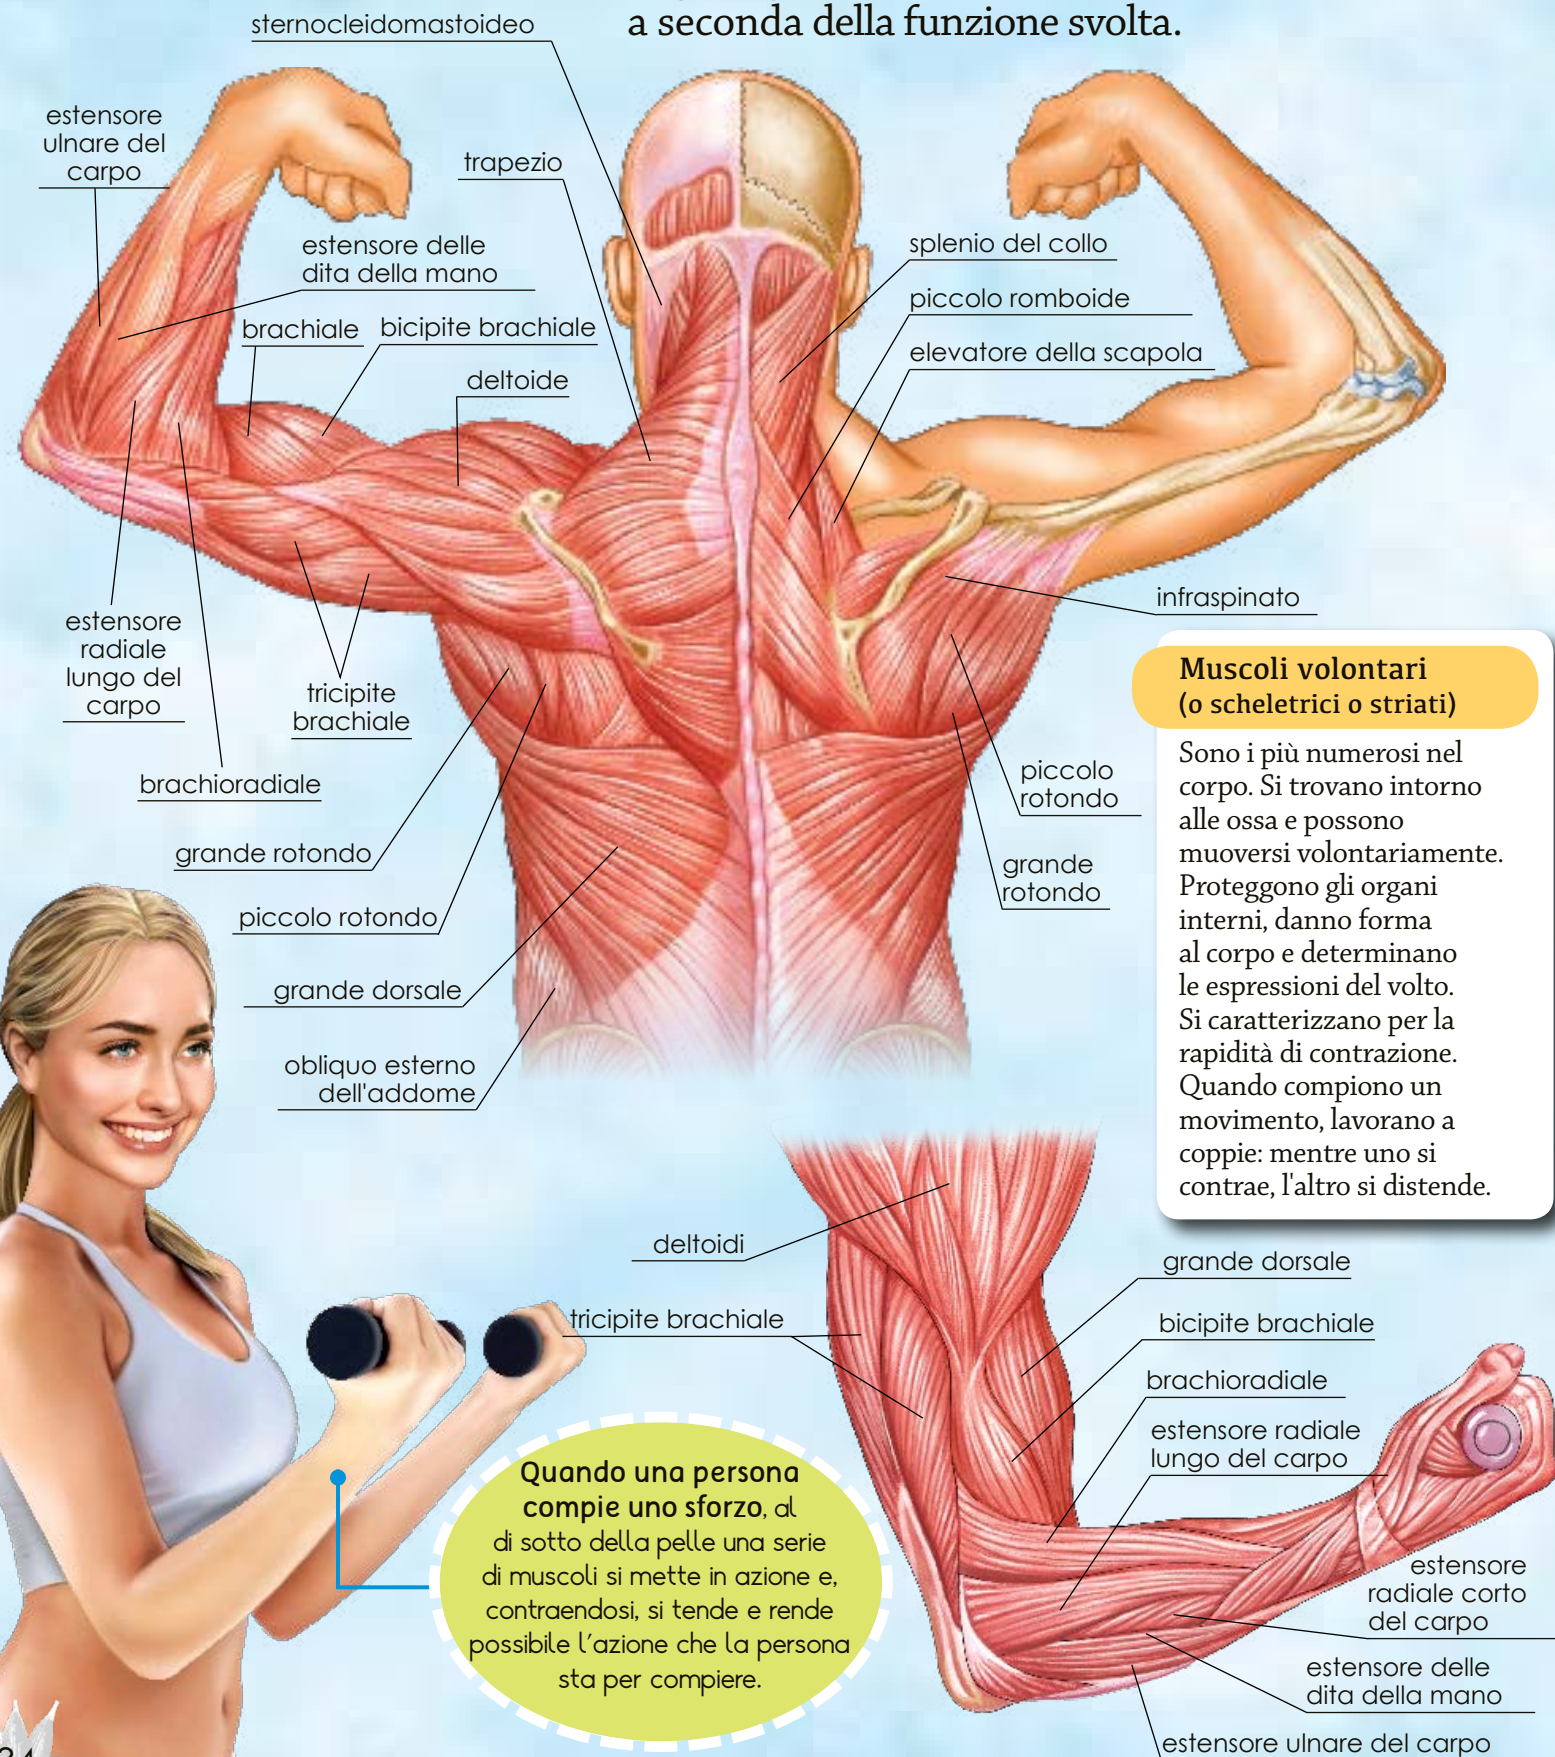 a seconda della funzione svolta.
sternocleidomastoideo
estensore
ulnare del
carpo
trapezio
estensore delle
dita della mano
brachiale
bicipite brachiale
deltoide
splenio del collo
piccolo romboide
elevatore della scapola
estensore
radiale
lungo del
carpo
tricipite
brachiale
brachioradiale
grande rotondo
piccolo rotondo
grande dorsale
obliquo esterno
dell'addome
infraspinato
piccolo
rotondo
grande
rotondo
Muscoli volontari
(o scheletrici o striati)
Sono i più numerosi nel
corpo. Si trovano intorno
alle ossa e possono
muoversi volontariamente.
Proteggono gli organi
interni, danno forma
al corpo e determinano
le espressioni del volto.
Si caratterizzano per la
rapidità di contrazione.
Quando compiono un
movimento, lavorano a
coppie: mentre uno si
contrae, l'altro si distende.
deltoidi
tricipite brachiale
grande dorsale
bicipite brachiale
brachioradiale
estensore radiale
lungo del carpo
estensore
radiale corto
del carpo
estensore delle
dita della mano
estensore ulnare del carpo
Quando una persona
compie uno sforzo, al
di sotto della pelle una serie
di muscoli si mette in azione e,
contraendosi, si tende e rende
possibile l'azione che la persona
sta per compiere.